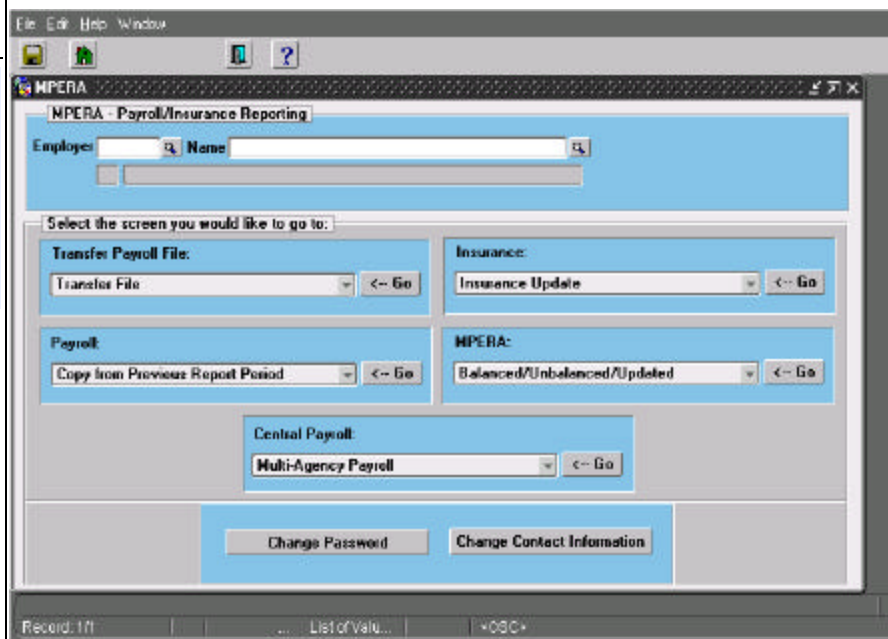 File Edit Help Window
?
MPERA
MPERA - Payroll/Insurance Reporting
Employer Name
Select the screen you would like to go to:
Transfer Payroll File: Insurance:
Transfer File <-- Go Insurance Update <-- Go
Payroll: MPERA:
Copy from Previous Report Period <-- Go Balanced/Unbalanced/Updated <-- Go
Central Payroll:
Multi-Agency Payroll <-- Go
Change Password Change Contact Information
Record: 1/1 ... List of Valu... <OSC>